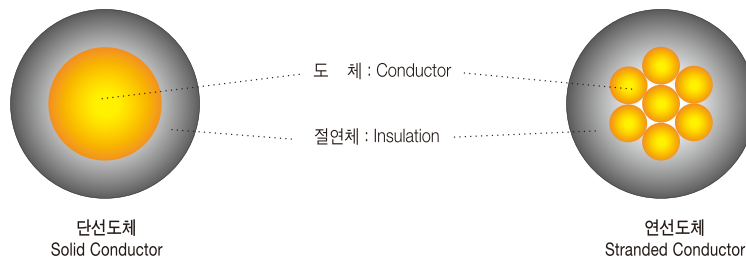 도 체 : Conductor
절연체 : Insulation
단선도체
Solid Conductor
연선도체
Stranded Conductor